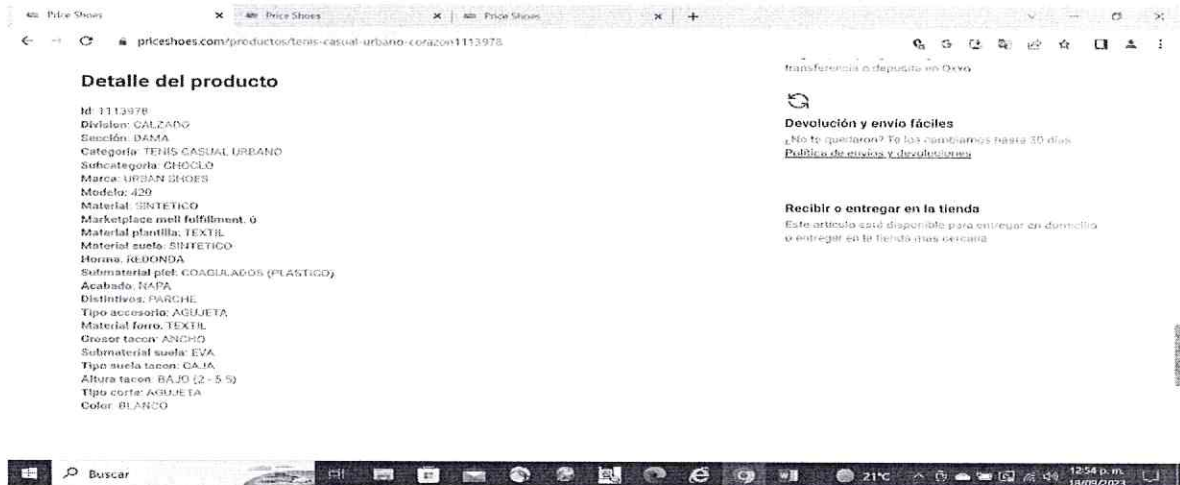 Price Shoes
Price Shoes
Price Shoes
priceshoes.com/productos/tenis-casual-urbano-corazon1113978
Detalle del producto
Id: 1113978
Division: CALZADO
Sección: DAMA
Categoria: TENIS CASUAL URBANO
Subcategoria: CHOCLO
Marca: URBAN SHOES
Modelo: 420
Material: SINTETICO
Marketplace meli fulfillment: 0
Material plantilla: TEXTIL
Material suela: SINTETICO
Horma: REDONDA
Submaterial piel: COAGULADOS (PLASTICO)
Acabado: NAPA
Distintivos: PARCHE
Tipo accesorio: AGUJETA
Material forro: TEXTIL
Grosor tacon: ANCHO
Submaterial suela: EVA
Tipo suela tacon: CAJA
Altura tacon: BAJO (2 - 5.5)
Tipo corte: AGUJETA
Color: BLANCO
transferencia o deposito en Oxxo
Devolución y envío fáciles
¿No te quedaron? Te los cambiamos hasta 30 días
Política de envíos y devoluciones
Recibir o entregar en la tienda
Este artículo está disponible para entregar en domicilio
o entregar en la tienda mas cercana
Buscar
21°C
12:54 p. m.
18/09/2023